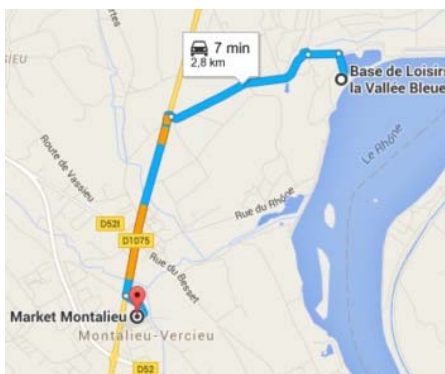 7 min
2,8 km
Base de Loisirs
la Vallée Bleue
Le Rhône
Route de Vassieu
Rue du Rhône
D52I
D1075
Rue du Besset
Market Montalieu
Montalieu-Vercieu
D52